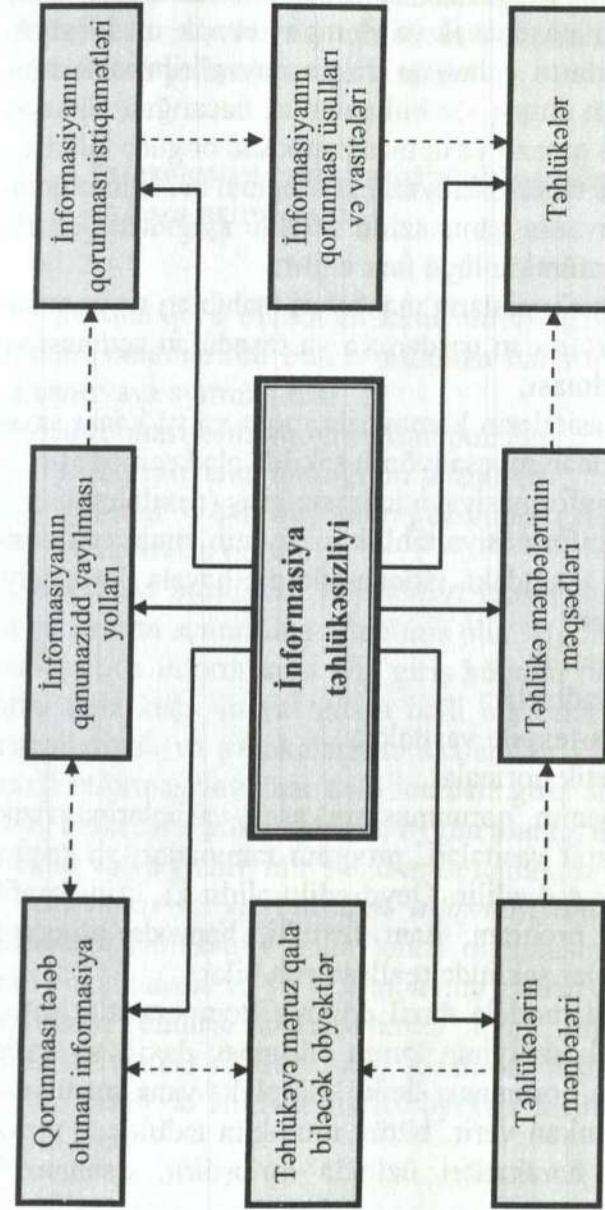 Qorunması tələb
olunan informasiya
İnformasiyanın
qanunazidd yayılması
yolları
İnformasiyanın
qorunması istiqamətləri
Təhlükəyə məruz qala
biləcək obyektlər
İnformasiya
təhlükəsizliyi
İnformasiyanın
qorunması üsulları
və vasitələri
Təhlükələrin
mənbələri
Təhlükə mənbələrinin
məqsədləri
Təhlükələr